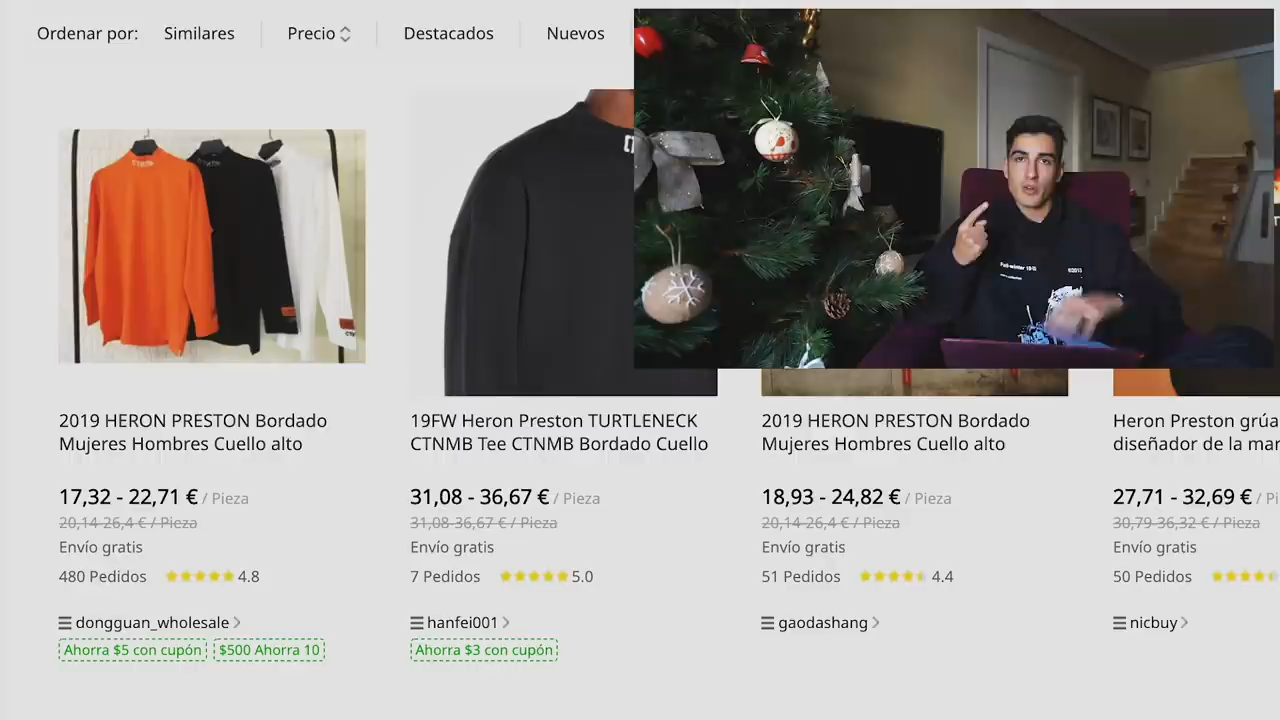 Ordenar por: Similares Precio Destacados Nuevos
2019 HERON PRESTON Bordado
Mujeres Hombres Cuello alto
17,32 - 22,71 € / Pieza
20,14-26,4 € / Pieza
Envío gratis
480 Pedidos 4.8
dongguan_wholesale
Ahorra $5 con cupón $500 Ahorra 10
19FW Heron Preston TURTLENECK
CTNMB Tee CTNMB Bordado Cuello
31,08 - 36,67 € / Pieza
31,08-36,67 € / Pieza
Envío gratis
7 Pedidos 5.0
hanfei001
Ahorra $3 con cupón
2019 HERON PRESTON Bordado
Mujeres Hombres Cuello alto
18,93 - 24,82 € / Pieza
20,14-26,4 € / Pieza
Envío gratis
51 Pedidos 4.4
gaodashang
Heron Preston grúa
diseñador de la mar
27,71 - 32,69 € / Pi
30,79-36,32 € / Pieza
Envío gratis
50 Pedidos
nicbuy